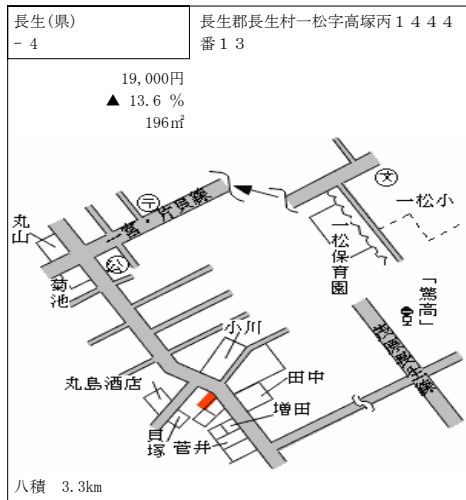 長生(県)
- 4
長生郡長生村一松字高塚丙１４４４
番１３
19,000円
▲ 13.6 %
196㎡
丸山
〒
一宮・片貝線
文
一松小
一松保育園
菊池
小川
「驚高」
丸島酒店
田中
増田
貝塚
菅井
八積 3.3km